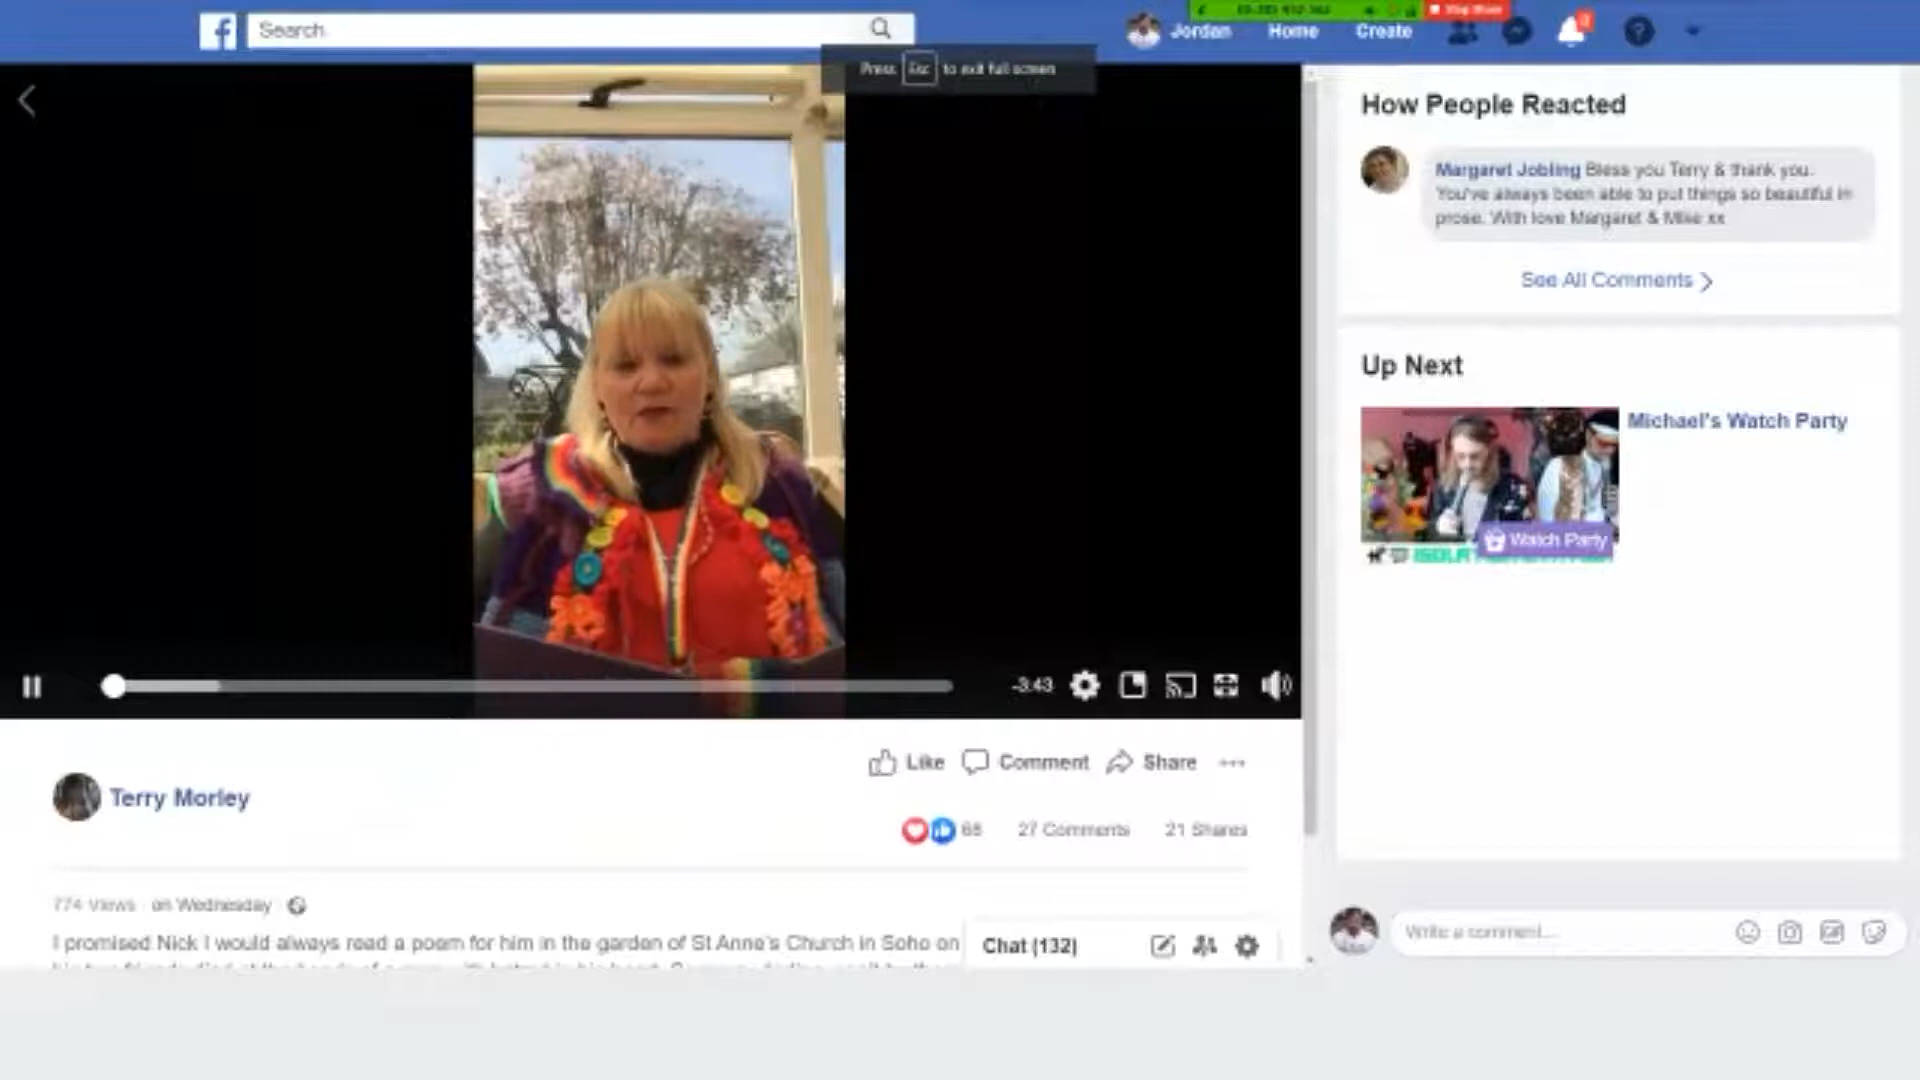 Search
Jordan
Home
Create
Stop Share
Press Esc to exit full screen
How People Reacted
Margaret Jobling Bless you Terry & thank you.
You've always been able to put things so beautiful in
prose. With love Margaret & Mike xx
See All Comments
Up Next
Michael's Watch Party
Watch Party
-3:43
Like
Comment
Share
Terry Morley
68
27 Comments
21 Shares
774 Views · on Wednesday
I promised Nick I would always read a poem for him in the garden of St Anne's Church in Soho on
Chat (132)
Write a comment...